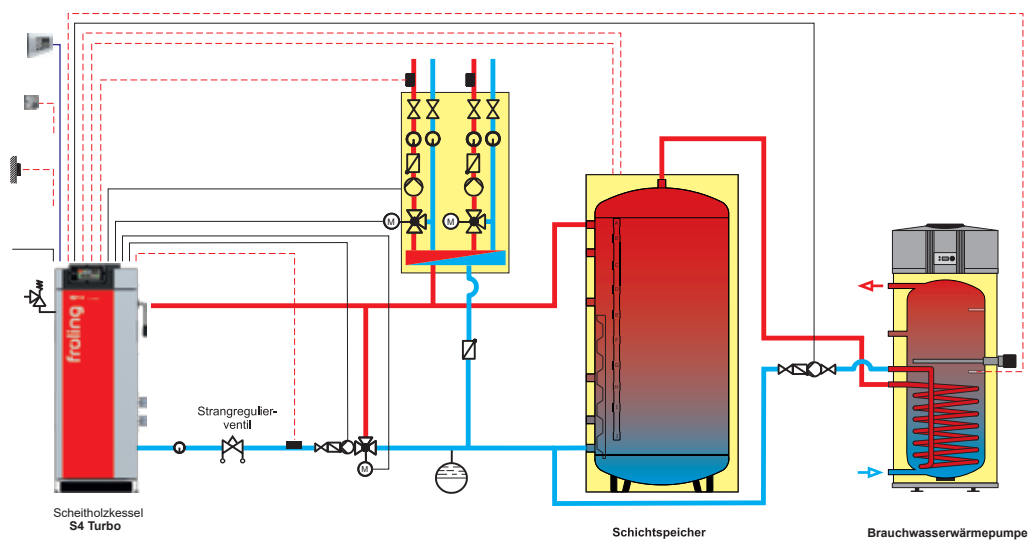 M
M
froling
Strangregulier-
ventil
M
Scheitholzkessel
S4 Turbo
Schichtspeicher
Brauchwasserwärmepumpe